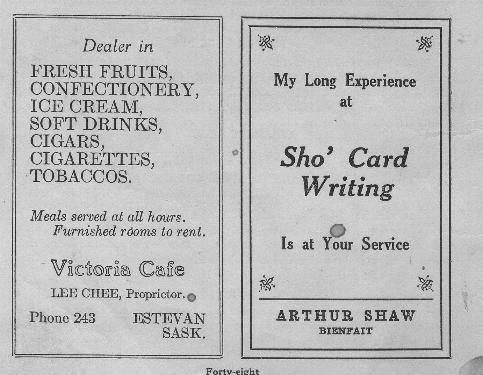 Dealer in
FRESH FRUITS,
CONFECTIONERY,
ICE CREAM,
SOFT DRINKS,
CIGARS,
CIGARETTES,
TOBACCOS.
Meals served at all hours.
Furnished rooms to rent.
Victoria Cafe
LEE CHEE, Proprietor.
Phone 243 ESTEVAN
SASK.
My Long Experience
at
Sho' Card
Writing
Is at Your Service
ARTHUR SHAW
BIENFAIT
Forty-eight